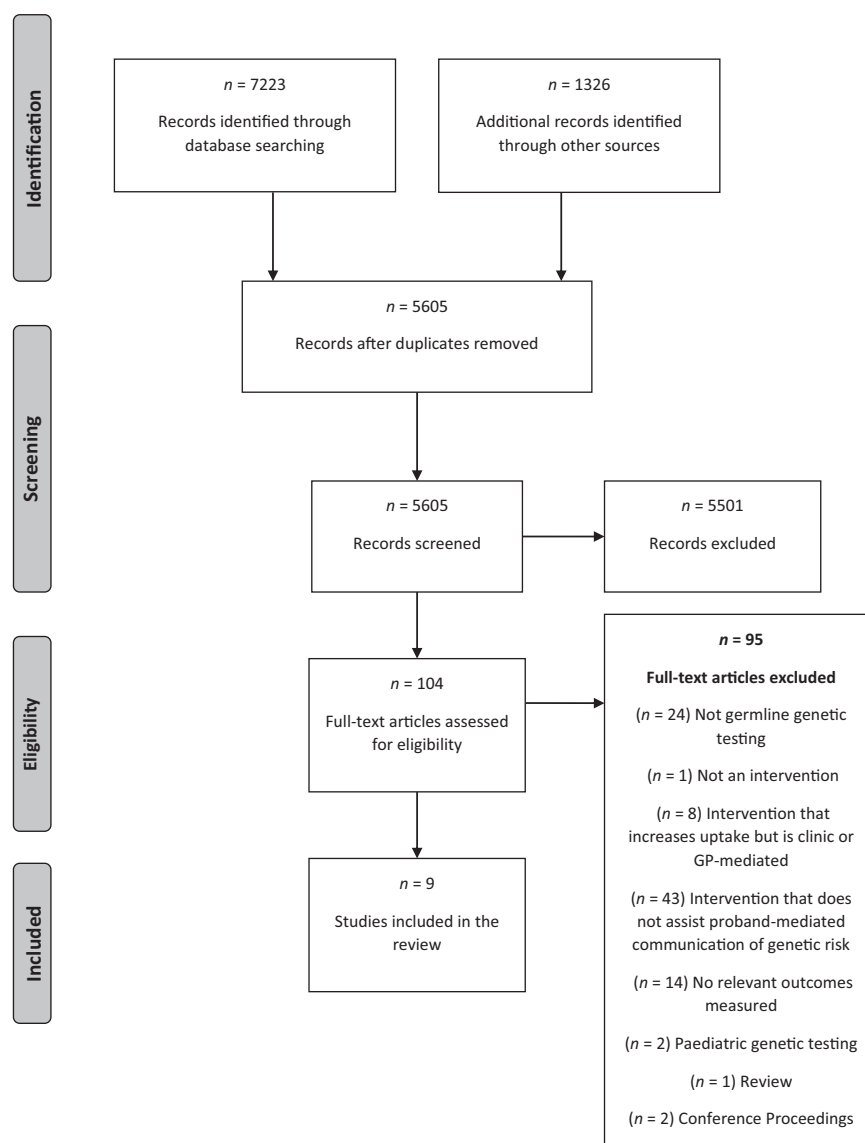 Identification
n = 7223
Records identified through
database searching
n = 1326
Additional records identified
through other sources
n = 5605
Records after duplicates removed
Screening
n = 5605
Records screened
n = 5501
Records excluded
Eligibility
n = 104
Full-text articles assessed
for eligibility
n = 95
Full-text articles excluded
(n = 24) Not germline genetic
testing
(n = 1) Not an intervention
(n = 8) Intervention that
increases uptake but is clinic or
GP-mediated
(n = 43) Intervention that does
not assist proband-mediated
communication of genetic risk
(n = 14) No relevant outcomes
measured
(n = 2) Paediatric genetic testing
(n = 1) Review
(n = 2) Conference Proceedings
Included
n = 9
Studies included in the
review